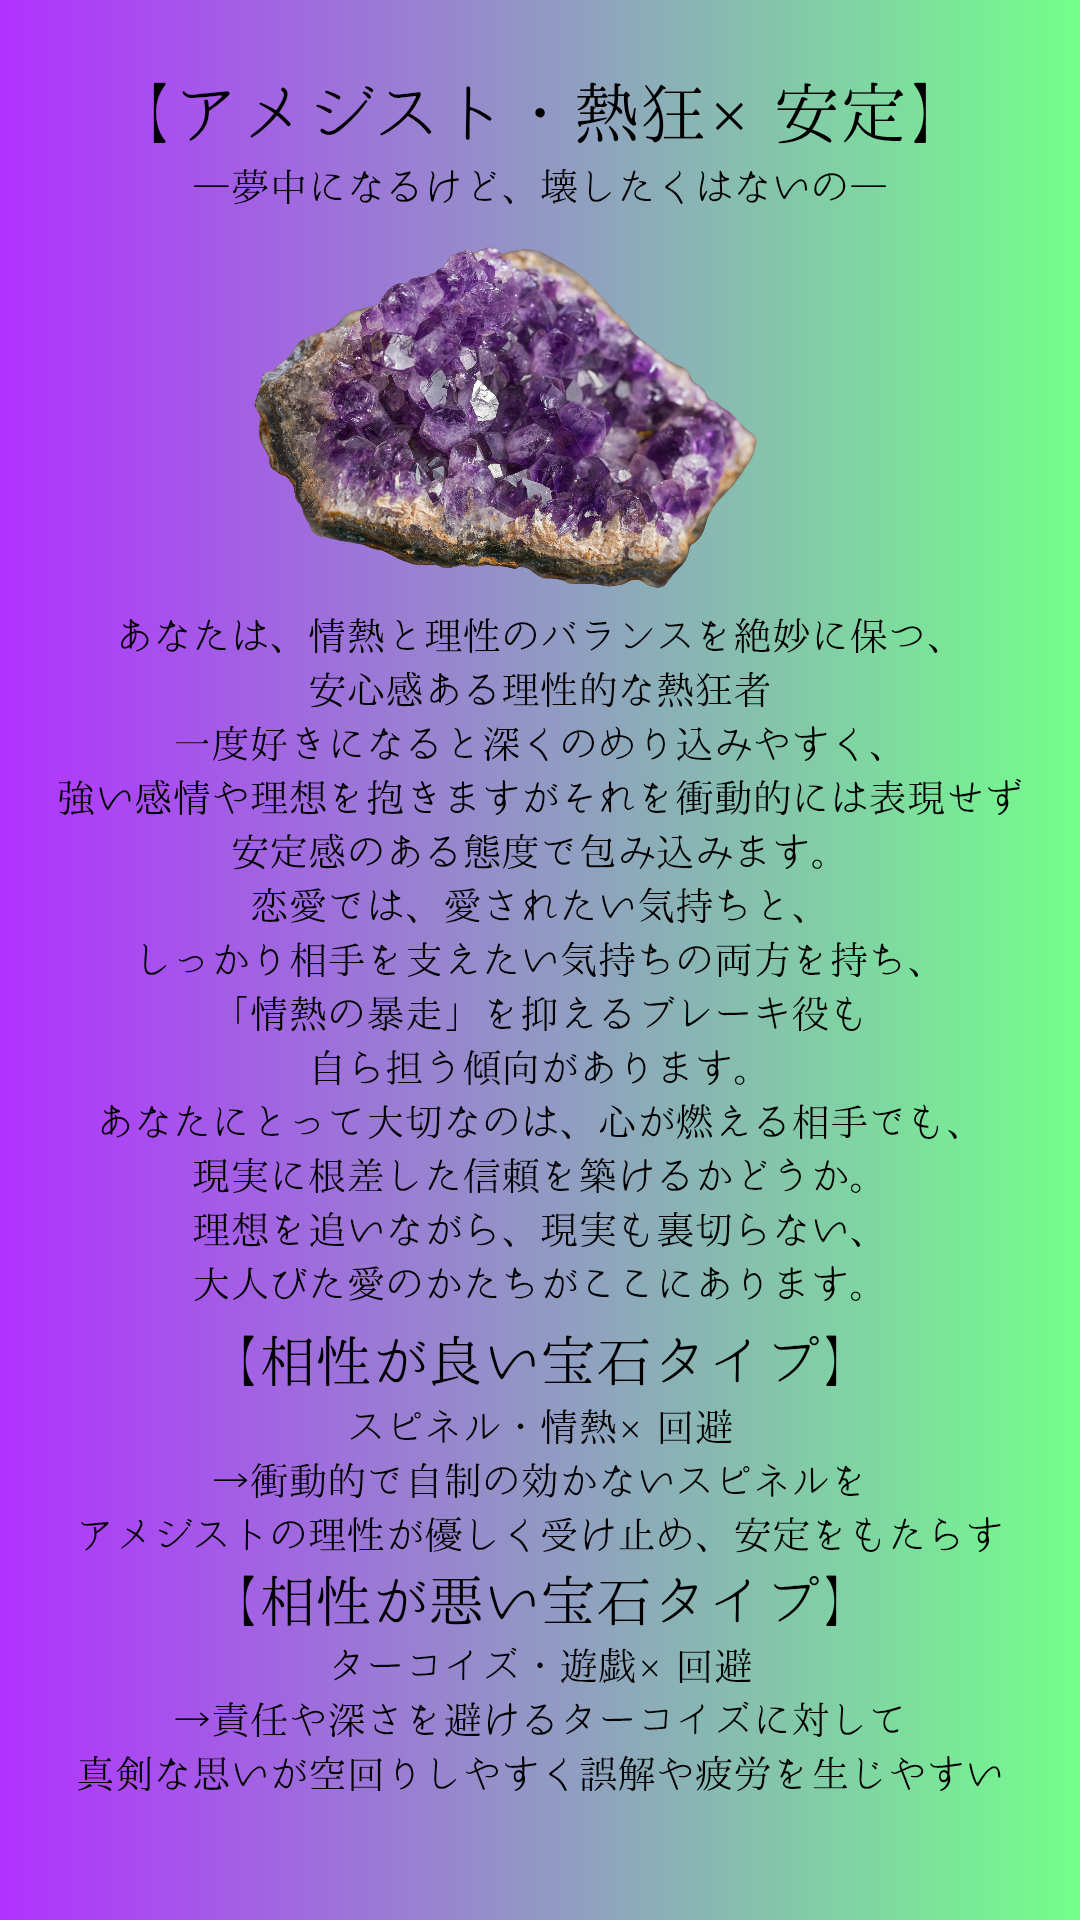 【アメジスト・熱狂× 安定】
―夢中になるけど、壊したくはないの―
あなたは、情熱と理性のバランスを絶妙に保つ、
安心感ある理性的な熱狂者
一度好きになると深くのめり込みやすく、
強い感情や理想を抱きますがそれを衝動的には表現せず
安定感のある態度で包み込みます。
恋愛では、愛されたい気持ちと、
しっかり相手を支えたい気持ちの両方を持ち、
「情熱の暴走」を抑えるブレーキ役も
自ら担う傾向があります。
あなたにとって大切なのは、心が燃える相手でも、
現実に根差した信頼を築けるかどうか。
理想を追いながら、現実も裏切らない、
大人びた愛のかたちがここにあります。
【相性が良い宝石タイプ】
スピネル・情熱× 回避
→衝動的で自制の効かないスピネルを
アメジストの理性が優しく受け止め、安定をもたらす
【相性が悪い宝石タイプ】
ターコイズ・遊戯× 回避
→責任や深さを避けるターコイズに対して
真剣な思いが空回りしやすく誤解や疲労を生じやすい